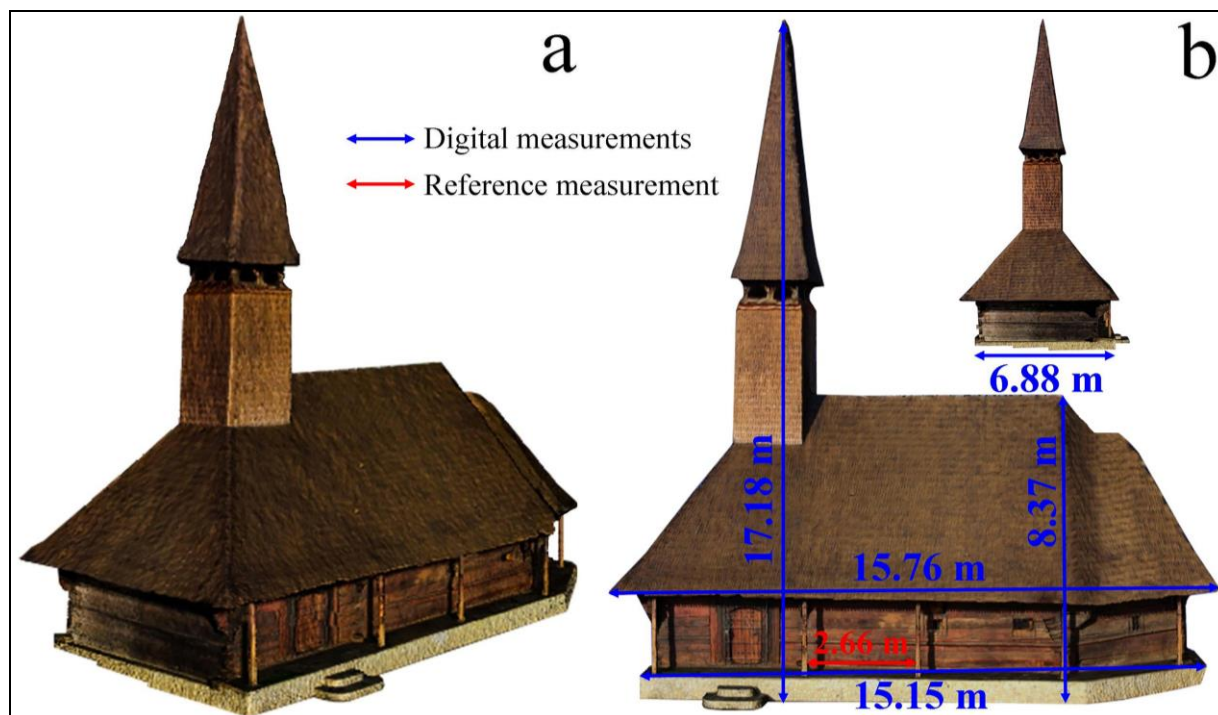 a
b
Digital measurements
Reference measurement
6.88 m
17.18 m
8.37 m
15.76 m
2.66 m
15.15 m